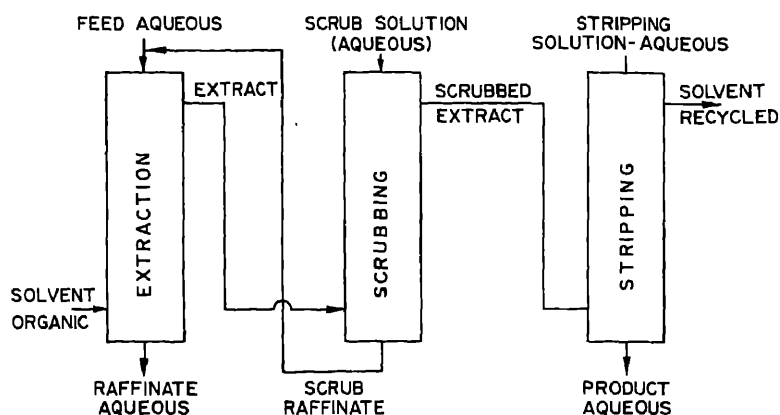 FEED AQUEOUS
SCRUB SOLUTION
(AQUEOUS)
STRIPPING
SOLUTION-AQUEOUS
EXTRACT
SCRUBBED
EXTRACT
SOLVENT
RECYCLED
EXTRACTION
SCRUBBING
STRIPPING
SOLVENT
ORGANIC
RAFFINATE
AQUEOUS
SCRUB
RAFFINATE
PRODUCT
AQUEOUS